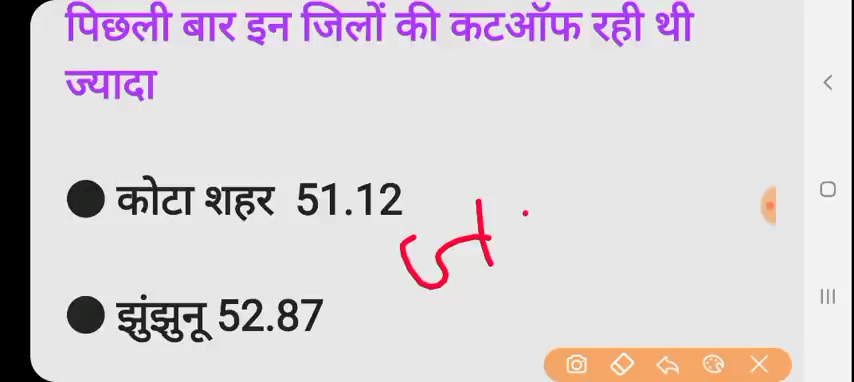 पिछली बार इन जिलों की कटऑफ रही थी
ज्यादा
कोटा शहर 51.12
झुंझुनू 52.87